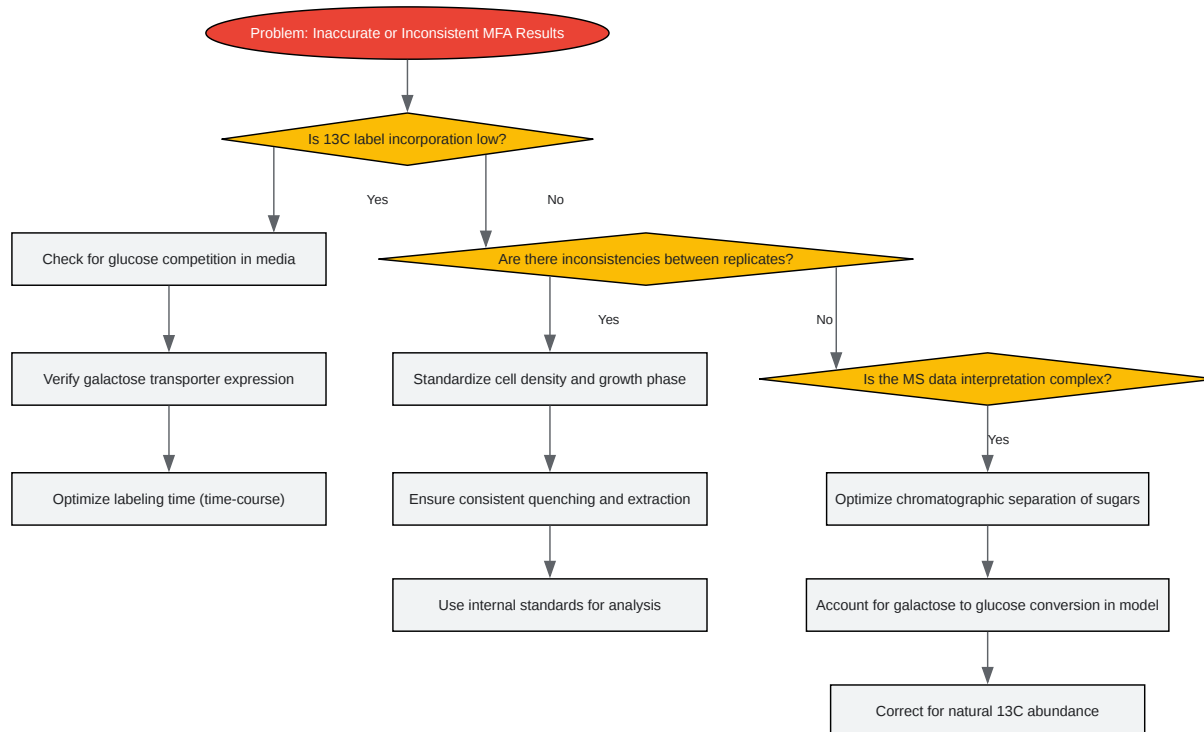 Problem: Inaccurate or Inconsistent MFA Results
Is 13C label incorporation low?
Yes
No
Check for glucose competition in media
Are there inconsistencies between replicates?
Yes
No
Verify galactose transporter expression
Standardize cell density and growth phase
Is the MS data interpretation complex?
Yes
Optimize labeling time (time-course)
Ensure consistent quenching and extraction
Optimize chromatographic separation of sugars
Use internal standards for analysis
Account for galactose to glucose conversion in model
Correct for natural 13C abundance